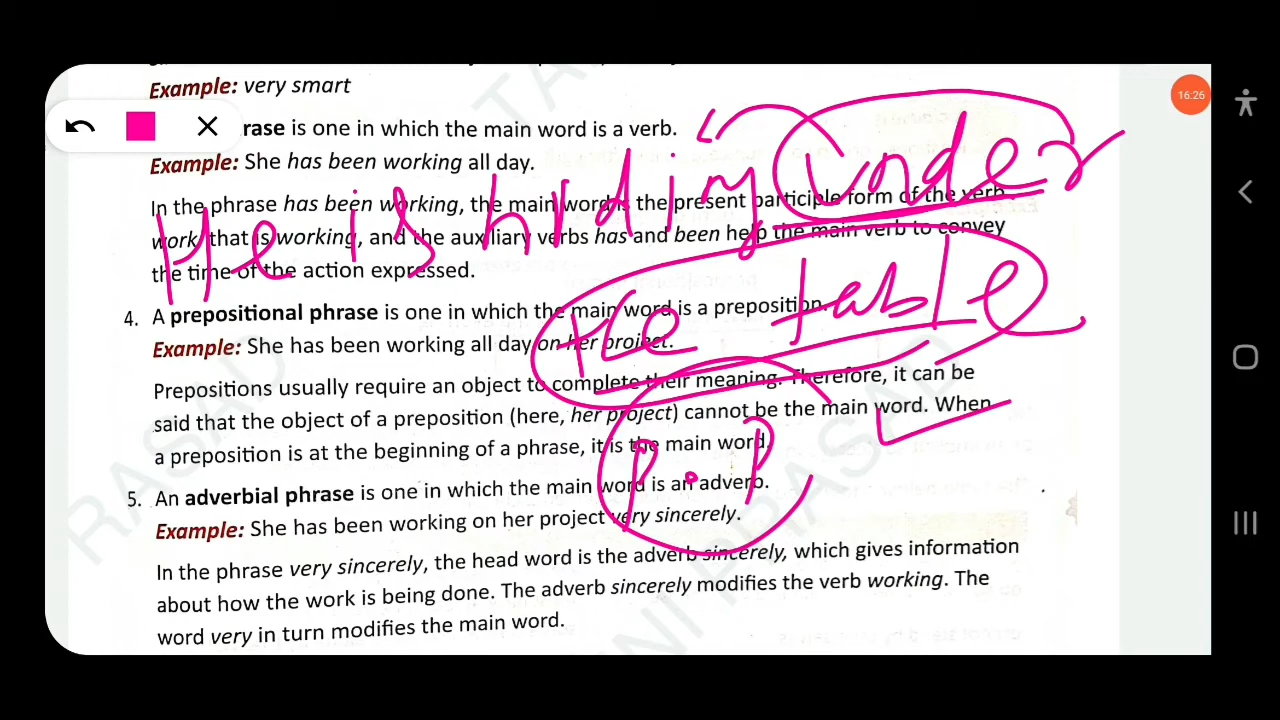 Example: very smart
rase is one in which the main word is a verb.
Example: She has been working all day.
In the phrase has been working, the main word is the present participle form of the verb
work, that is working, and the auxiliary verbs has and been help the main verb to convey
the time of the action expressed.
4. A prepositional phrase is one in which the main word is a preposition.
Example: She has been working all day on her project.
Prepositions usually require an object to complete their meaning. Therefore, it can be
said that the object of a preposition (here, her project) cannot be the main word. When
a preposition is at the beginning of a phrase, it is the main word.
5. An adverbial phrase is one in which the main word is an adverb.
Example: She has been working on her project very sincerely.
In the phrase very sincerely, the head word is the adverb sincerely, which gives information
about how the work is being done. The adverb sincerely modifies the verb working. The
word very in turn modifies the main word.
He is hiding under
the table
P.P
16:26
RASAD
NI PRASAD
TA